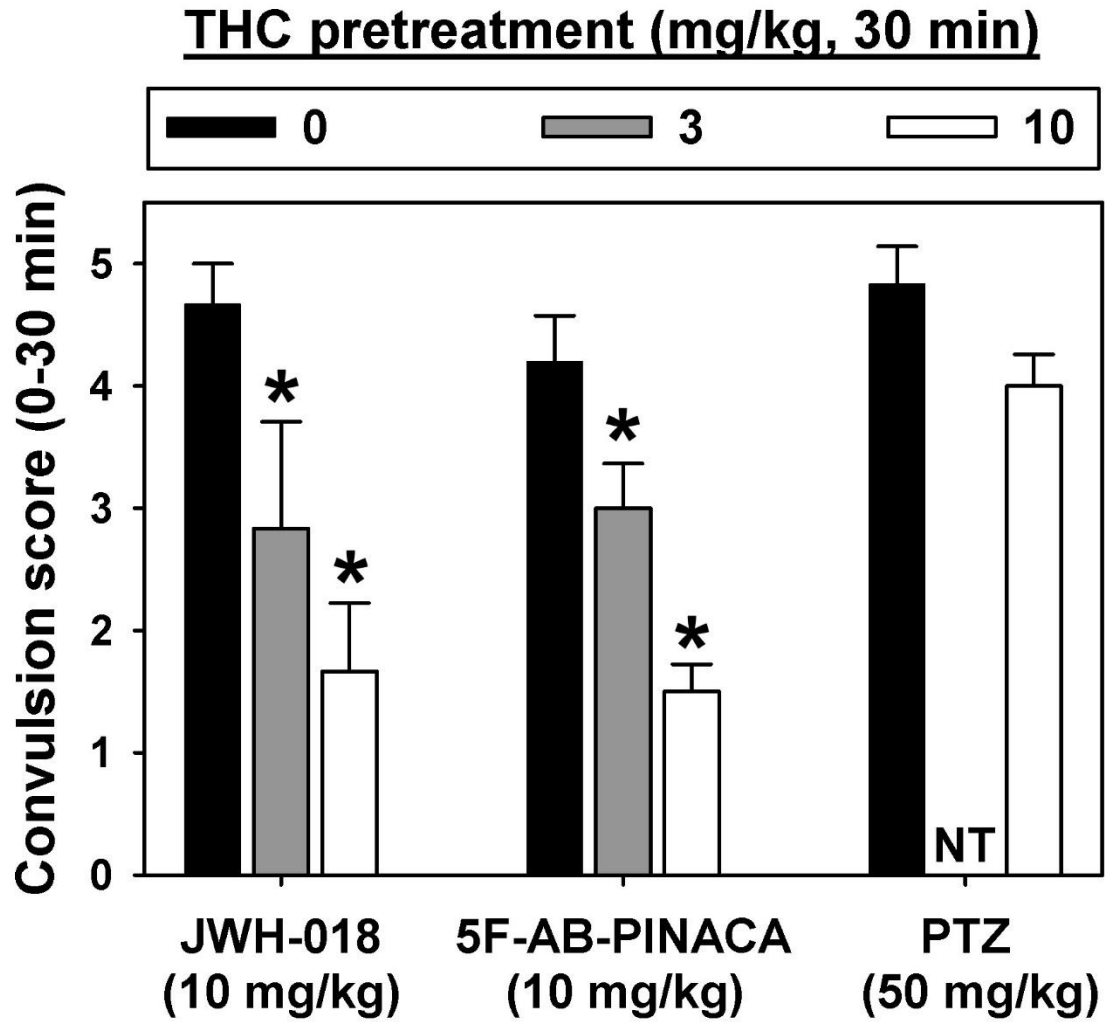 THC pretreatment (mg/kg, 30 min)
0 3 10
Convulsion score (0-30 min)
5
4
3
2
1
0
* *
* *
NT
JWH-018 5F-AB-PINACA PTZ
(10 mg/kg) (10 mg/kg) (50 mg/kg)